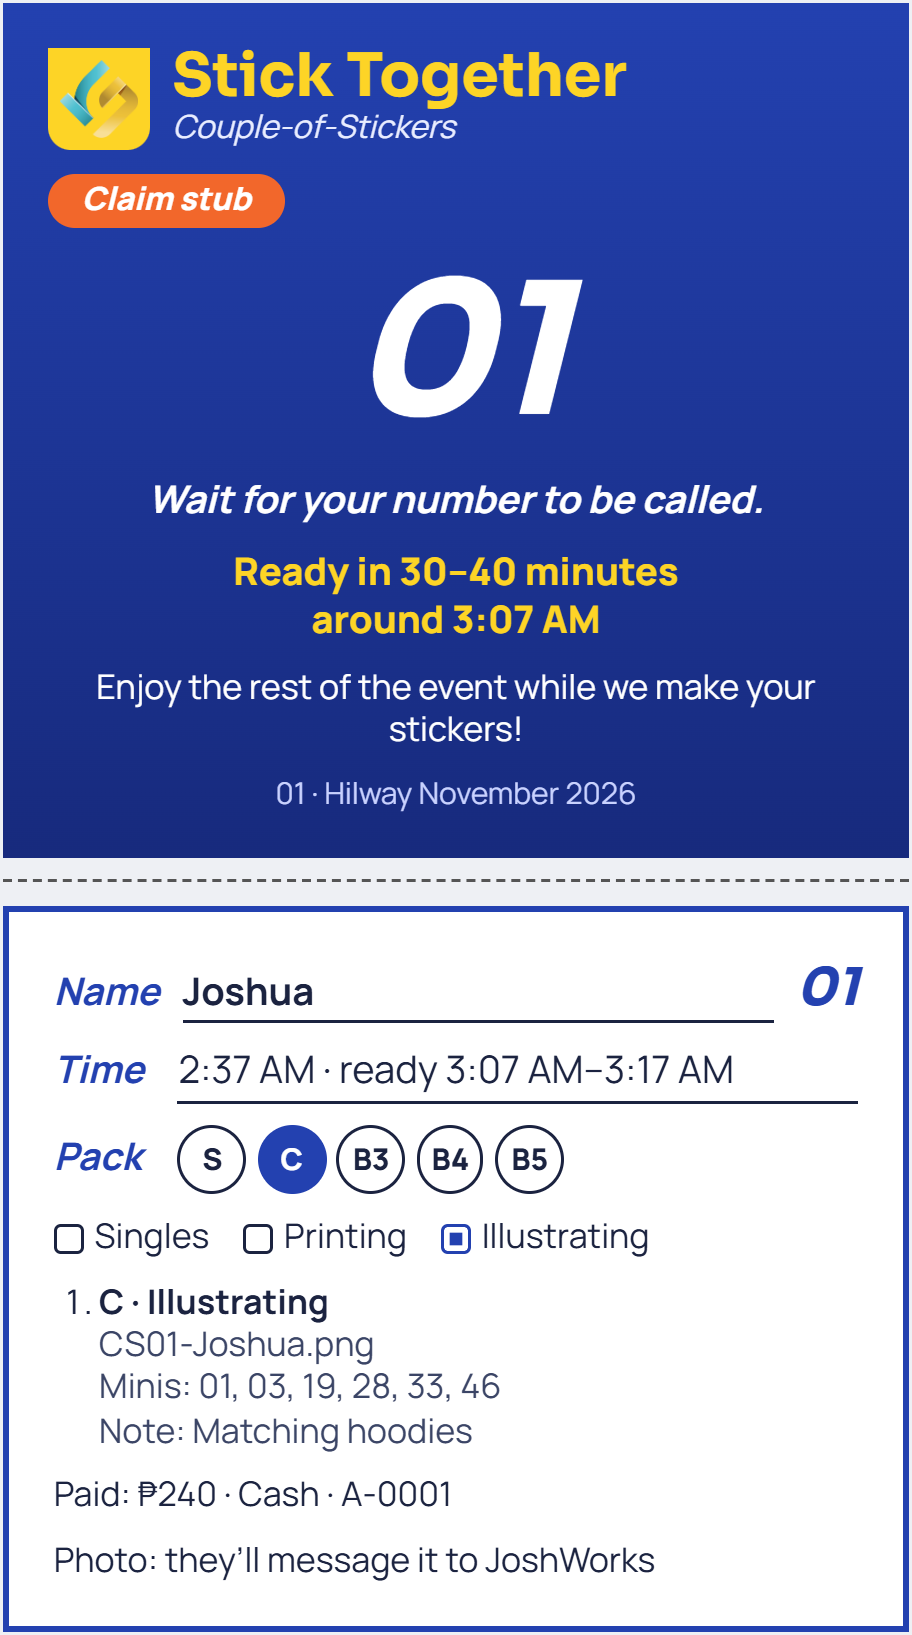 Stick Together
Couple-of-Stickers
Claim stub
01
Wait for your number to be called.
Ready in 30–40 minutes
around 3:07 AM
Enjoy the rest of the event while we make your
stickers!
01 · Hilway November 2026
Name Joshua 01
Time 2:37 AM · ready 3:07 AM–3:17 AM
Pack S C B3 B4 B5
Singles Printing Illustrating
1. C · Illustrating
CS01-Joshua.png
Minis: 01, 03, 19, 28, 33, 46
Note: Matching hoodies
Paid: ₱240 · Cash · A-0001
Photo: they’ll message it to JoshWorks